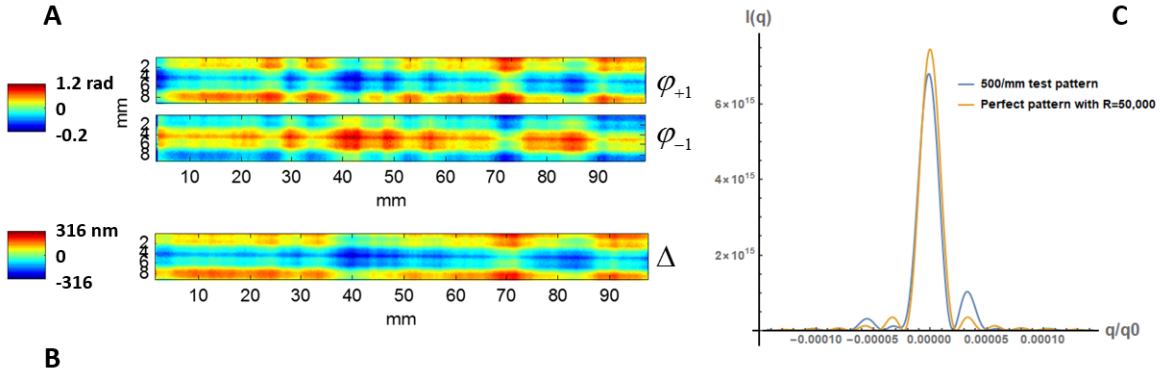 A
1.2 rad
0
-0.2
mm
2
4
6
8
φ+1
2
4
6
8
φ−1
10 20 30 40 50 60 70 80 90
mm
316 nm
0
-316
2
4
6
8
Δ
10 20 30 40 50 60 70 80 90
mm
B
C
I(q)
6×10^15
4×10^15
2×10^15
500/mm test pattern
Perfect pattern with R=50,000
−0.00010 −0.00005 0.00000 0.00005 0.00010
q/q0